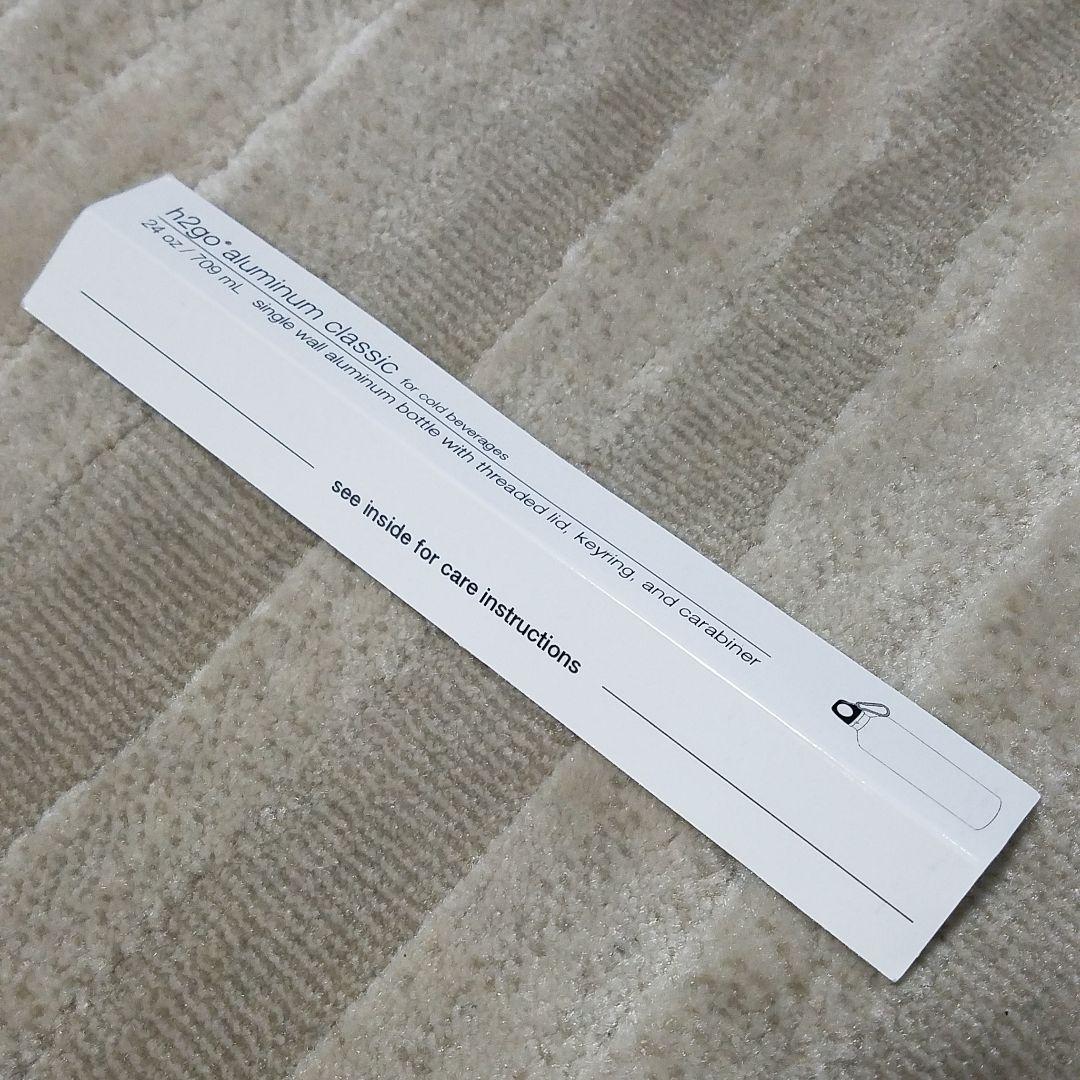 h2go® aluminum classic for cold beverages
24 oz / 709 mL single wall aluminum bottle with threaded lid, keyring, and carabiner
see inside for care instructions